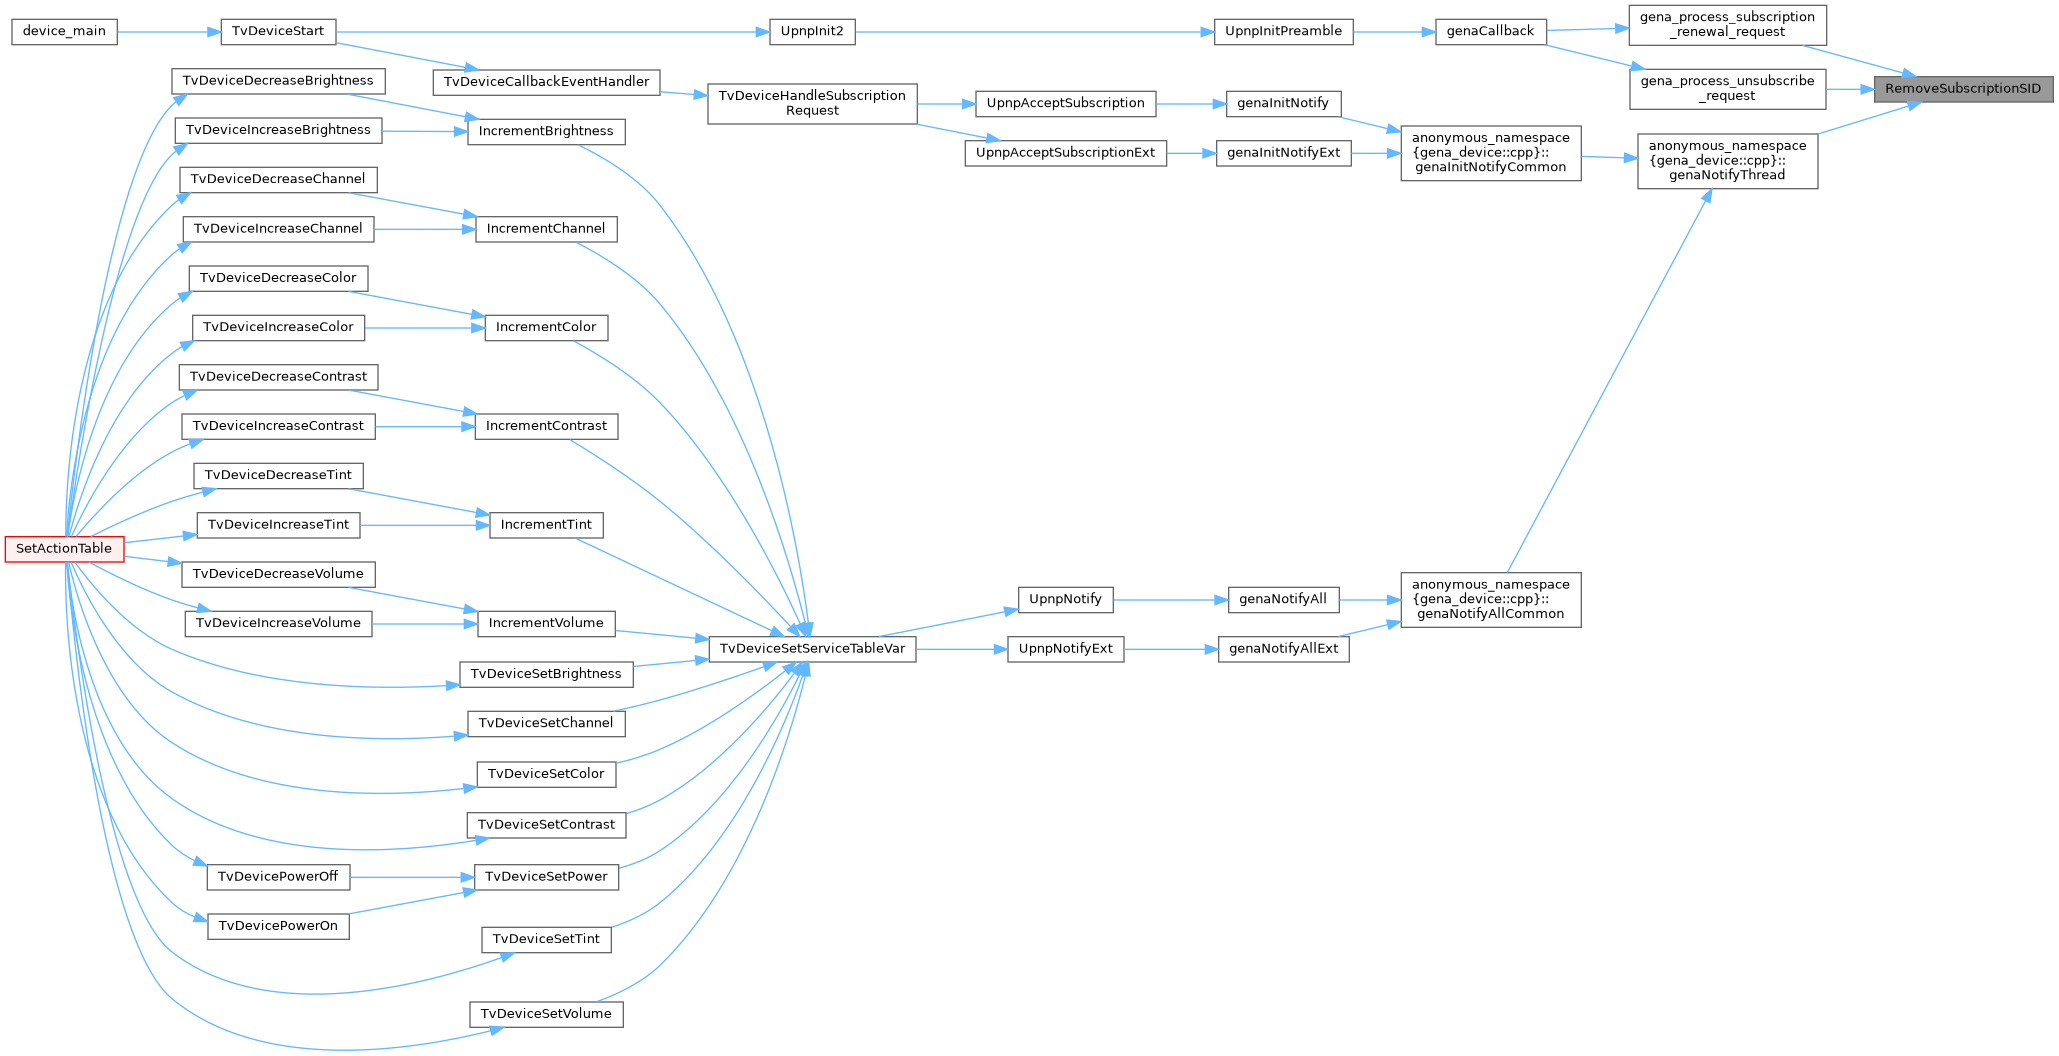 device_main
TvDeviceStart
UpnpInit2
UpnpInitPreamble
genaCallback
gena_process_subscription
_renewal_request
TvDeviceDecreaseBrightness
TvDeviceCallbackEventHandler
TvDeviceHandleSubscription
Request
UpnpAcceptSubscription
genaInitNotify
gena_process_unsubscribe
_request
RemoveSubscriptionSID
TvDeviceIncreaseBrightness
IncrementBrightness
UpnpAcceptSubscriptionExt
genaInitNotifyExt
anonymous_namespace
{gena_device::cpp}::
genaInitNotifyCommon
anonymous_namespace
{gena_device::cpp}::
genaNotifyThread
TvDeviceDecreaseChannel
TvDeviceIncreaseChannel
IncrementChannel
TvDeviceDecreaseColor
TvDeviceIncreaseColor
IncrementColor
TvDeviceDecreaseContrast
TvDeviceIncreaseContrast
IncrementContrast
TvDeviceDecreaseTint
TvDeviceIncreaseTint
IncrementTint
SetActionTable
TvDeviceDecreaseVolume
TvDeviceIncreaseVolume
IncrementVolume
UpnpNotify
genaNotifyAll
anonymous_namespace
{gena_device::cpp}::
genaNotifyAllCommon
TvDeviceSetServiceTableVar
UpnpNotifyExt
genaNotifyAllExt
TvDeviceSetBrightness
TvDeviceSetChannel
TvDeviceSetColor
TvDeviceSetContrast
TvDevicePowerOff
TvDeviceSetPower
TvDevicePowerOn
TvDeviceSetTint
TvDeviceSetVolume